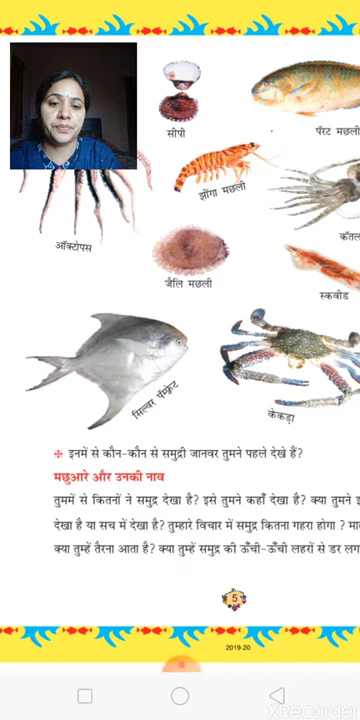 सीपी
पॅरट मछली
झींगा मछली
ऑक्टोपस
जैलि मछली
स्कवीड
सिल्वर पॅम्फ्रेट
केकड़ा
❖ इनमें से कौन-कौन से समुद्री जानवर तुमने पहले देखे हैं?
मछुआरे और उनकी नाव
तुममें से कितनों ने समुद्र देखा है? इसे तुमने कहाँ देखा है? क्या तुमने
देखा है या सच में देखा है? तुम्हारे विचार में समुद्र कितना गहरा होगा ?
क्या तुम्हें तैरना आता है? क्या तुम्हें समुद्र की ऊँची-ऊँची लहरों से डर
5
2019-20
XRecorder